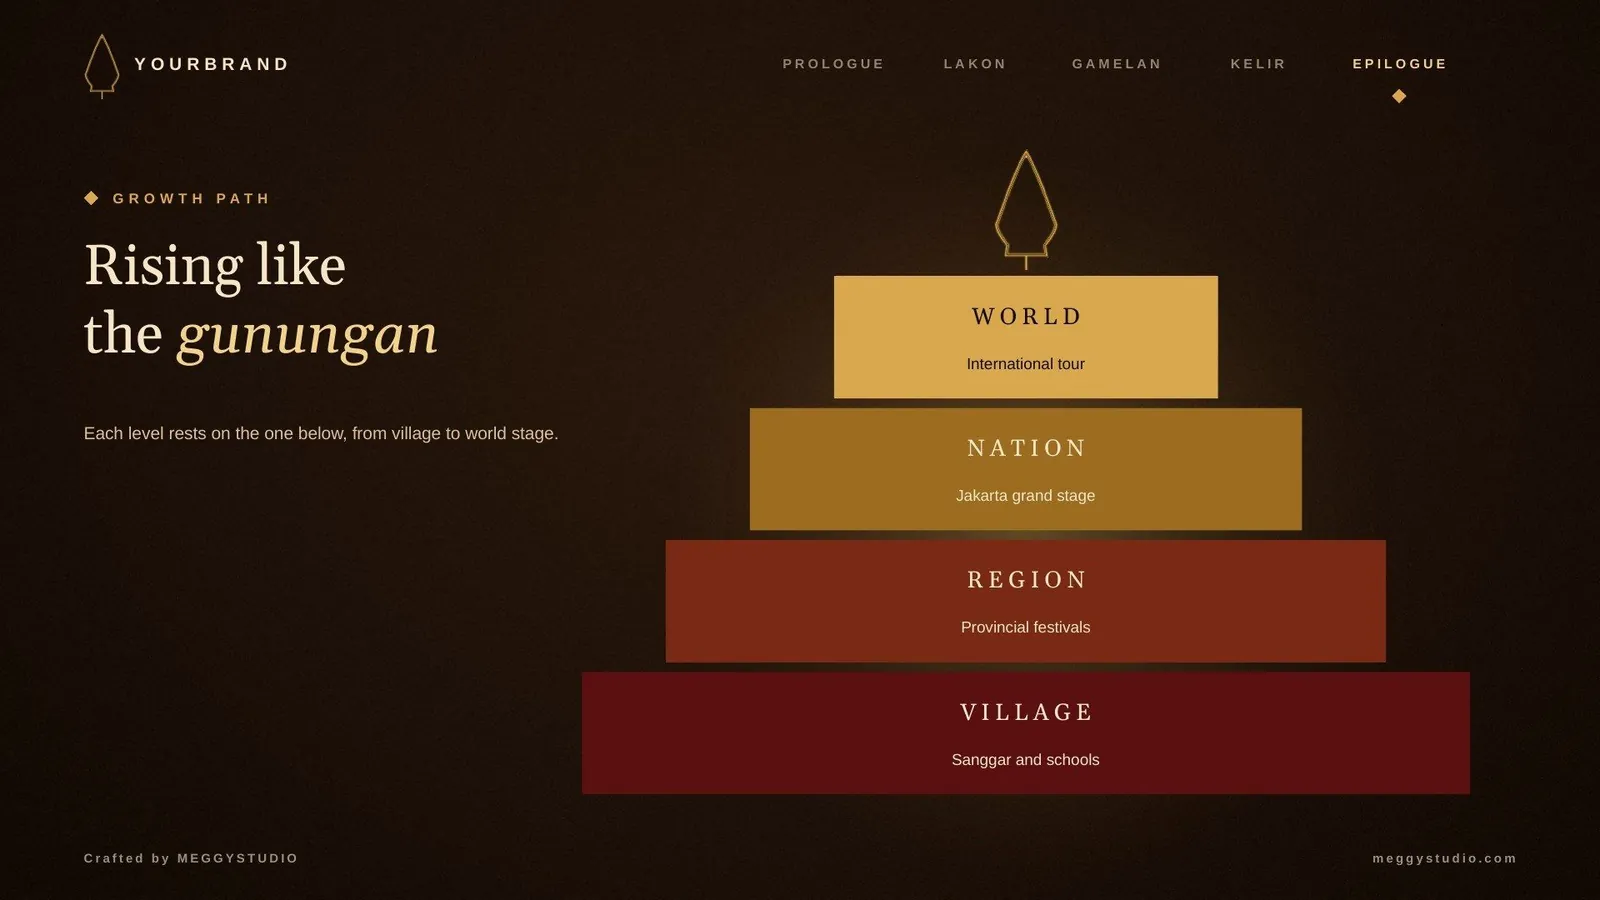 YOURBRAND
PROLOGUE
LAKON
GAMELAN
KELIR
EPILOGUE
GROWTH PATH
Rising like
the gunungan
Each level rests on the one below, from village to world stage.
WORLD
International tour
NATION
Jakarta grand stage
REGION
Provincial festivals
VILLAGE
Sanggar and schools
Crafted by MEGGYSTUDIO
meggystudio.com